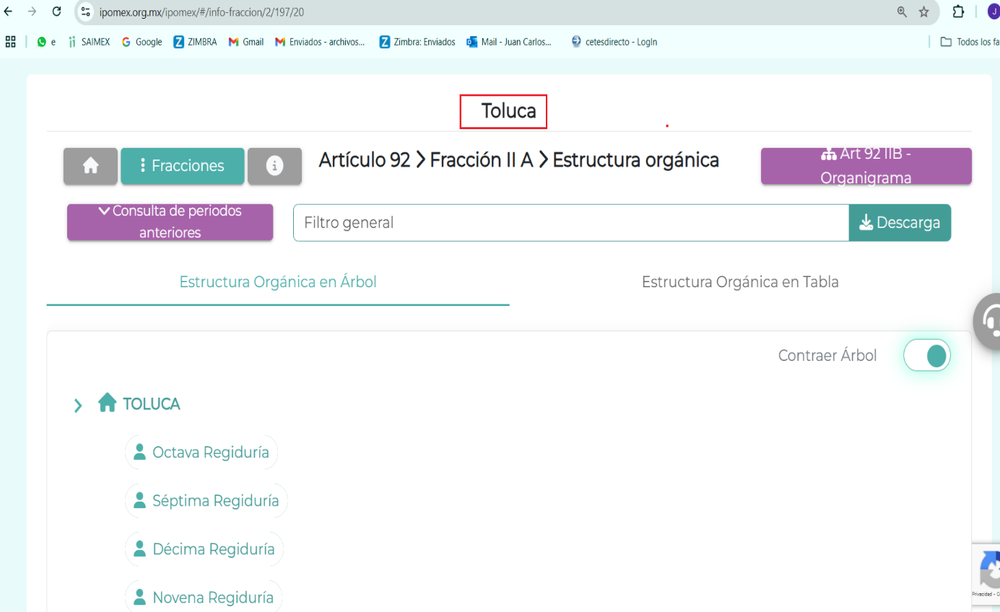 ipomex.org.mx/ipomex/#/info-fraccion/2/197/20
J
e SAIMEX Google ZIMBRA Gmail Enviados - archivos... Zimbra: Enviados Mail - Juan Carlos... cetesdirecto - LogIn Todos los fa
Toluca
Fracciones Artículo 92 Fracción II A Estructura orgánica Art 92 IIB -
Organigrama
Consulta de periodos
anteriores
Filtro general Descarga
Estructura Orgánica en Árbol Estructura Orgánica en Tabla
Contraer Árbol
TOLUCA
Octava Regiduría
Séptima Regiduría
Décima Regiduría
Novena Regiduría
Privacidad - C